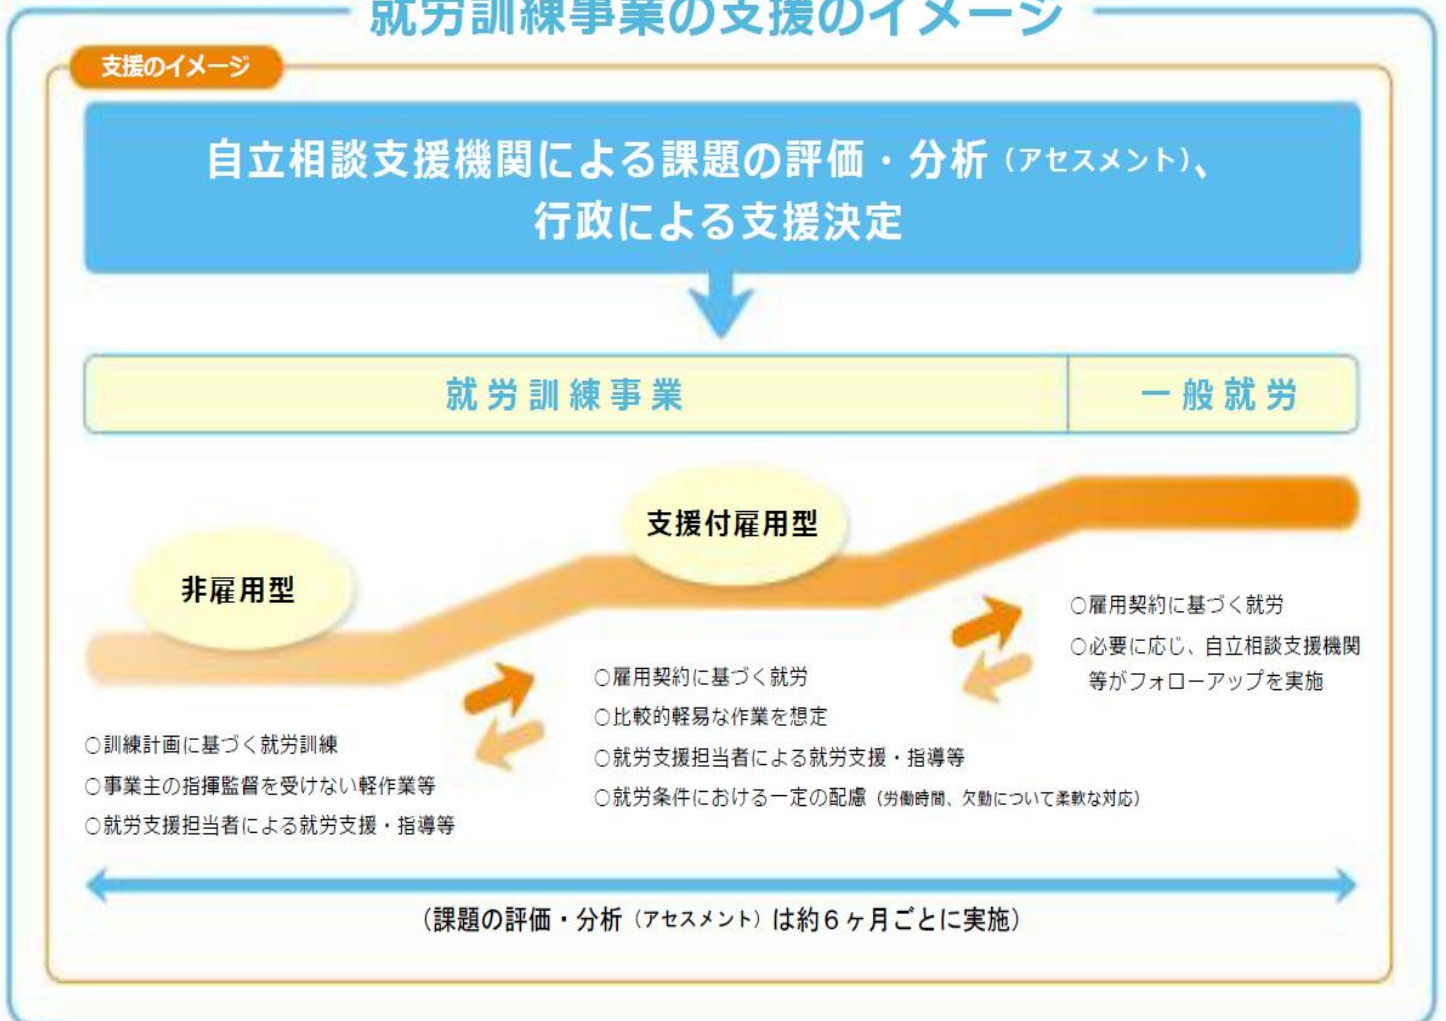 就労訓練事業の支援のイメージ
支援のイメージ
自立相談支援機関による課題の評価・分析(アセスメント)、
行政による支援決定
就労訓練事業
一般就労
非雇用型
支援付雇用型
○訓練計画に基づく就労訓練
○事業主の指揮監督を受けない軽作業等
○就労支援担当者による就労支援・指導等
○雇用契約に基づく就労
○比較的軽易な作業を想定
○就労支援担当者による就労支援・指導等
○就労条件における一定の配慮(労働時間、欠勤について柔軟な対応)
○雇用契約に基づく就労
○必要に応じ、自立相談支援機関
等がフォローアップを実施
(課題の評価・分析(アセスメント)は約6ヶ月ごとに実施)